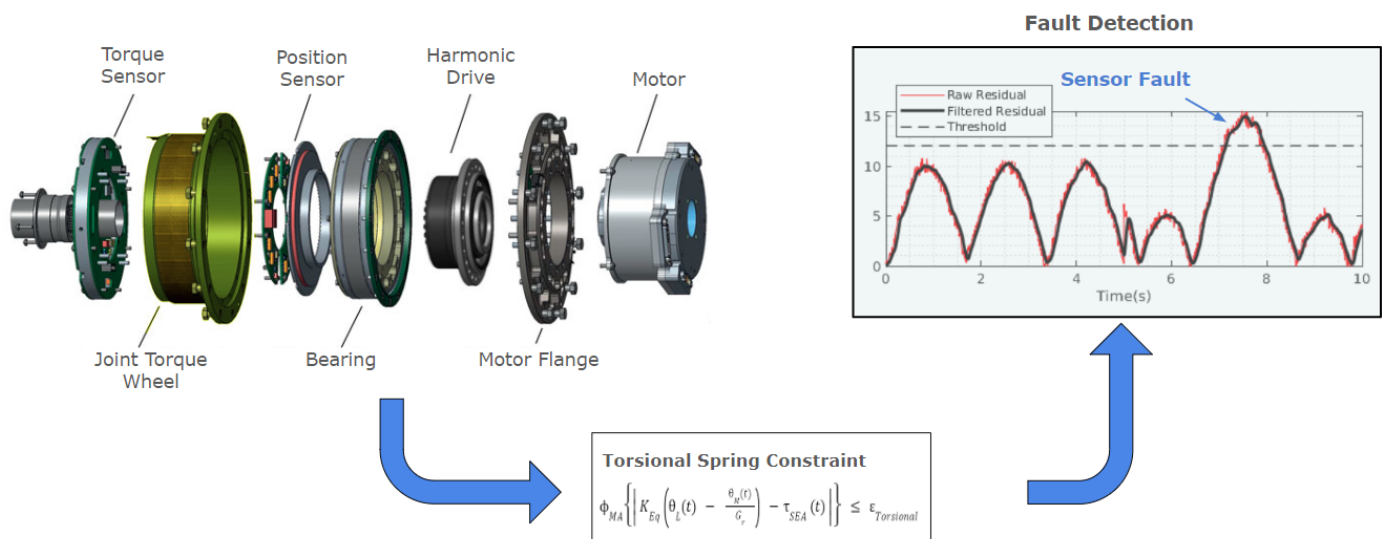 Fault Detection
Torque
Sensor
Position
Sensor
Harmonic
Drive
Motor
Joint Torque
Wheel
Bearing
Motor Flange
Sensor Fault
Raw Residual
Filtered Residual
Threshold
15
10
5
0
0 2 4 6 8 10
Time(s)
Torsional Spring Constraint
ϕ_MA{|K_Eq(θ_L(t) − θ_M(t)/G_r) − τ_SEA(t)|} ≤ ε_Torsional